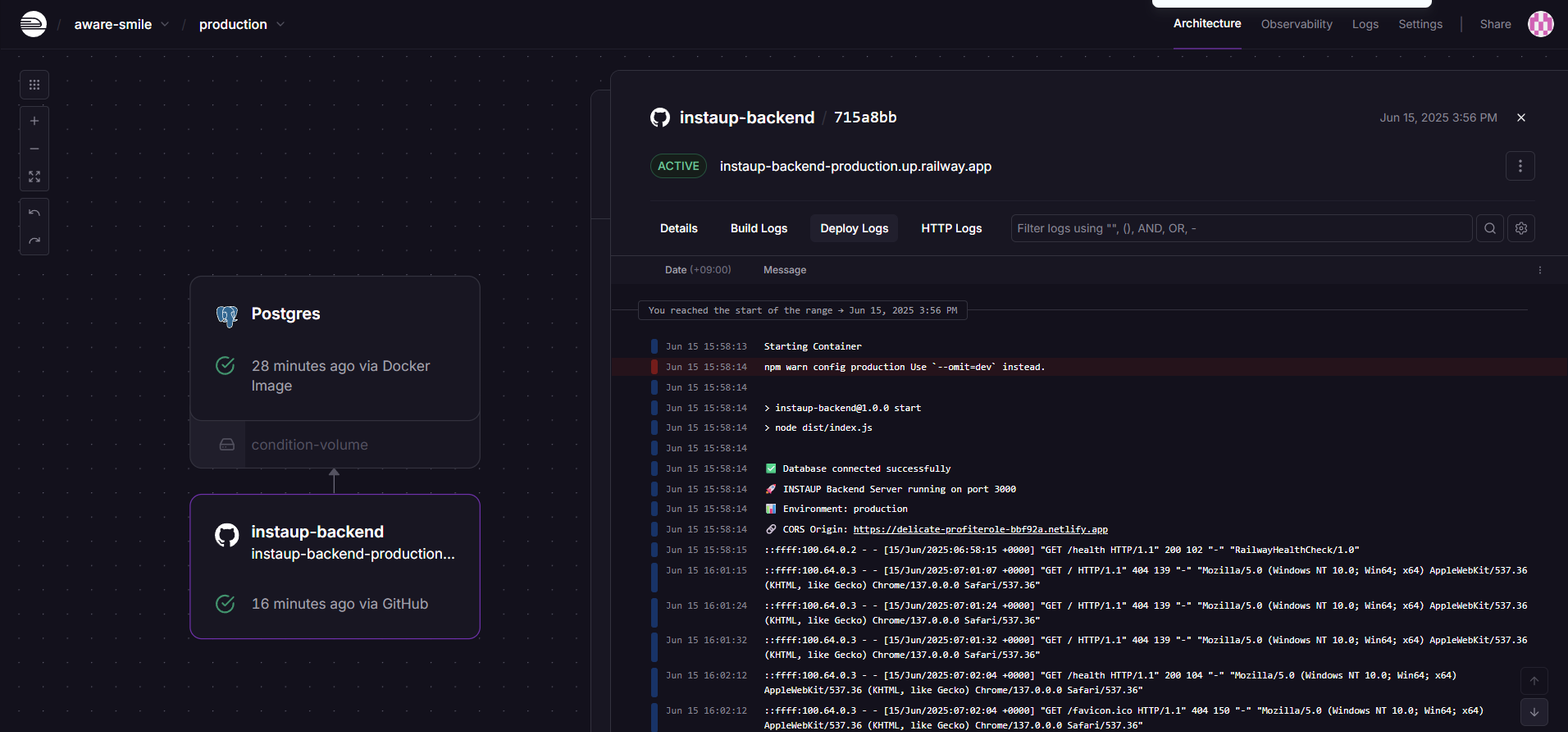 / aware-smile / production
Architecture Observability Logs Settings | Share
instaup-backend / 715a8bb
Jun 15, 2025 3:56 PM
ACTIVE instaup-backend-production.up.railway.app
Details Build Logs Deploy Logs HTTP Logs Filter logs using "", (), AND, OR, -
Date (+09:00) Message
You reached the start of the range → Jun 15, 2025 3:56 PM
Jun 15 15:58:13 Starting Container
Jun 15 15:58:14 npm warn config production Use `--omit=dev` instead.
Jun 15 15:58:14
Jun 15 15:58:14 > instaup-backend@1.0.0 start
Jun 15 15:58:14 > node dist/index.js
Jun 15 15:58:14
Jun 15 15:58:14 ✅ Database connected successfully
Jun 15 15:58:14 🚀 INSTAUP Backend Server running on port 3000
Jun 15 15:58:14 📊 Environment: production
Jun 15 15:58:14 🔗 CORS Origin: https://delicate-profiterole-bbf92a.netlify.app
Jun 15 15:58:15 ::ffff:100.64.0.2 - - [15/Jun/2025:06:58:15 +0000] "GET /health HTTP/1.1" 200 102 "-" "RailwayHealthCheck/1.0"
Jun 15 16:01:15 ::ffff:100.64.0.3 - - [15/Jun/2025:07:01:07 +0000] "GET / HTTP/1.1" 404 139 "-" "Mozilla/5.0 (Windows NT 10.0; Win64; x64) AppleWebKit/537.36
(KHTML, like Gecko) Chrome/137.0.0.0 Safari/537.36"
Jun 15 16:01:24 ::ffff:100.64.0.3 - - [15/Jun/2025:07:01:24 +0000] "GET / HTTP/1.1" 404 139 "-" "Mozilla/5.0 (Windows NT 10.0; Win64; x64) AppleWebKit/537.36
(KHTML, like Gecko) Chrome/137.0.0.0 Safari/537.36"
Jun 15 16:01:32 ::ffff:100.64.0.3 - - [15/Jun/2025:07:01:32 +0000] "GET / HTTP/1.1" 404 139 "-" "Mozilla/5.0 (Windows NT 10.0; Win64; x64) AppleWebKit/537.36
(KHTML, like Gecko) Chrome/137.0.0.0 Safari/537.36"
Jun 15 16:02:12 ::ffff:100.64.0.3 - - [15/Jun/2025:07:02:04 +0000] "GET /health HTTP/1.1" 200 104 "-" "Mozilla/5.0 (Windows NT 10.0; Win64; x64)
AppleWebKit/537.36 (KHTML, like Gecko) Chrome/137.0.0.0 Safari/537.36"
Jun 15 16:02:12 ::ffff:100.64.0.3 - - [15/Jun/2025:07:02:04 +0000] "GET /favicon.ico HTTP/1.1" 404 150 "-" "Mozilla/5.0 (Windows NT 10.0; Win64; x64)
AppleWebKit/537.36 (KHTML, like Gecko) Chrome/137.0.0.0 Safari/537.36"
Postgres
28 minutes ago via Docker
Image
condition-volume
instaup-backend
instaup-backend-production...
16 minutes ago via GitHub